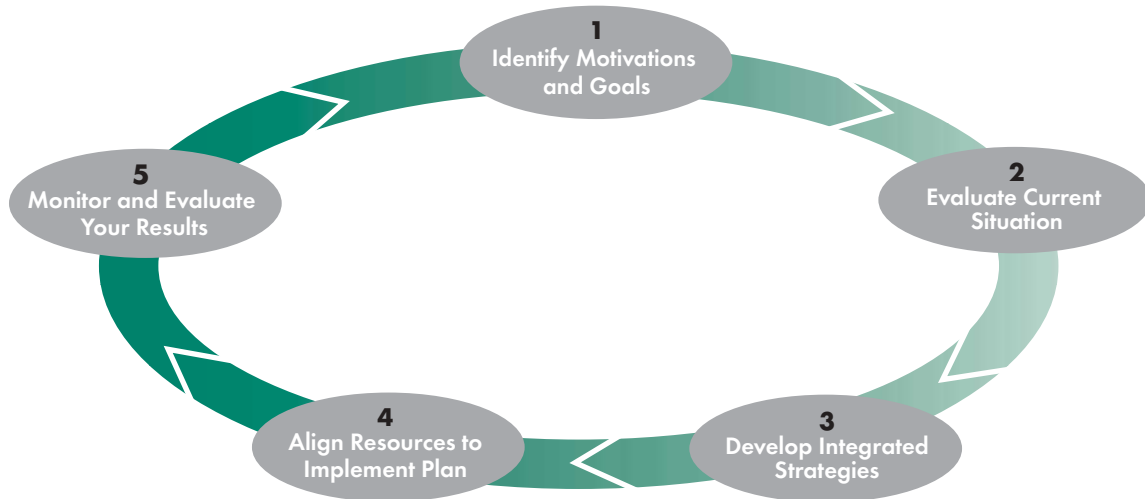 1
Identify Motivations
and Goals
2
Evaluate Current
Situation
3
Develop Integrated
Strategies
4
Align Resources to
Implement Plan
5
Monitor and Evaluate
Your Results